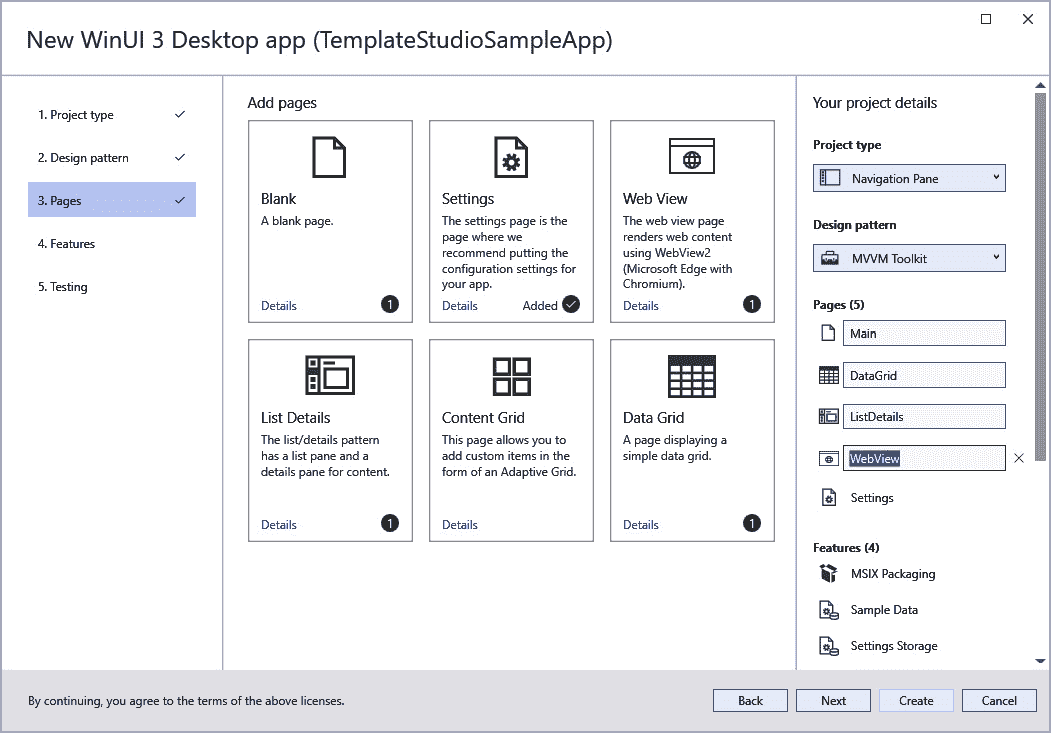 New WinUI 3 Desktop app (TemplateStudioSampleApp)
1. Project type
2. Design pattern
3. Pages
4. Features
5. Testing
Add pages
Blank
A blank page.
Details
1
Settings
The settings page is the
page where we
recommend putting the
configuration settings for
your app.
Details
Added
Web View
The web view page
renders web content
using WebView2
(Microsoft Edge with
Chromium).
Details
1
List Details
The list/details pattern
has a list pane and a
details pane for content.
Details
1
Content Grid
This page allows you to
add custom items in the
form of an Adaptive Grid.
Details
Data Grid
A page displaying a
simple data grid.
Details
1
Your project details
Project type
Navigation Pane
Design pattern
MVVM Toolkit
Pages (5)
Main
DataGrid
ListDetails
WebView
Settings
Features (4)
MSIX Packaging
Sample Data
Settings Storage
By continuing, you agree to the terms of the above licenses.
Back
Next
Create
Cancel